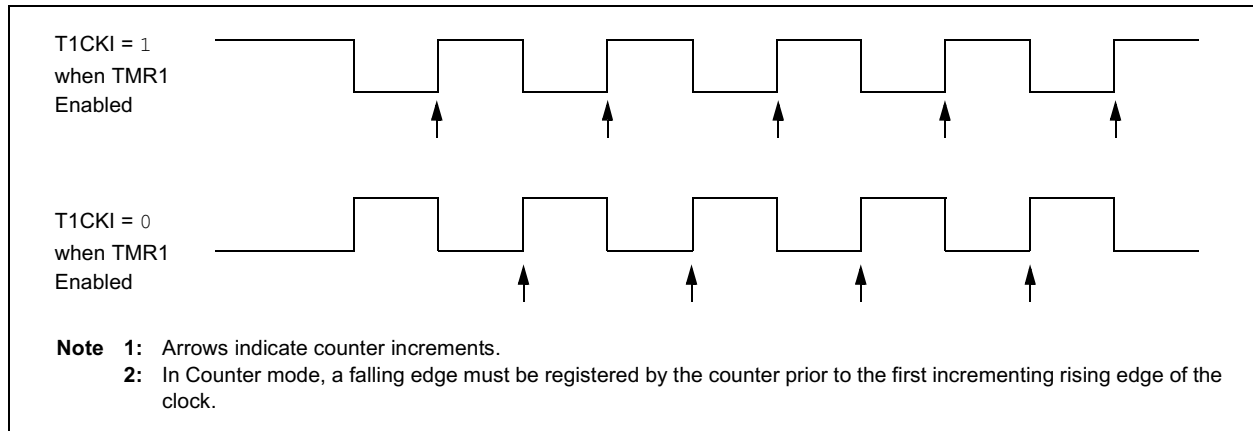 T1CKI = 1
when TMR1
Enabled
T1CKI = 0
when TMR1
Enabled
Note 1: Arrows indicate counter increments.
2: In Counter mode, a falling edge must be registered by the counter prior to the first incrementing rising edge of the
clock.